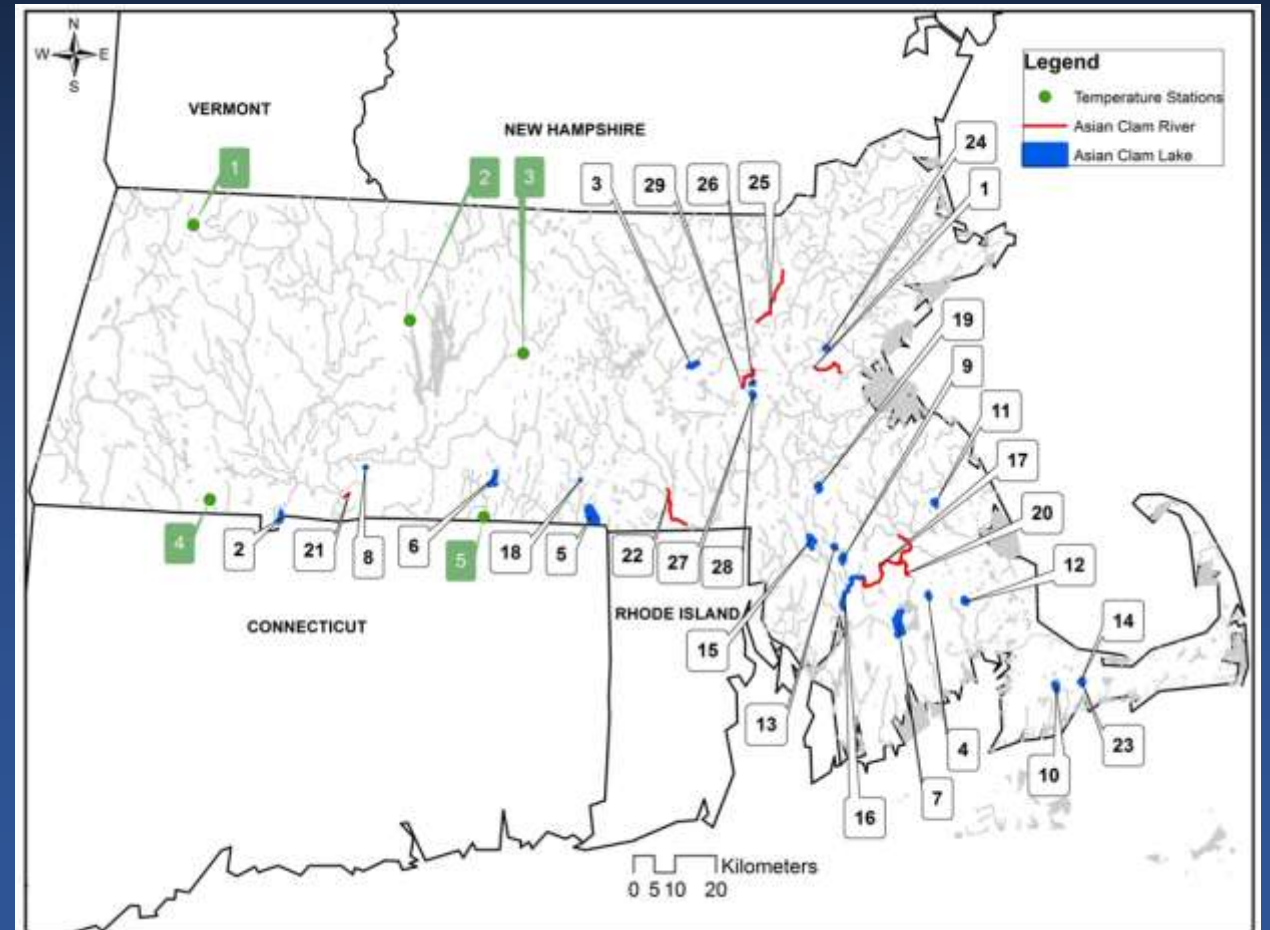 N
W E
S
Legend
Temperature Stations
Asian Clam River
Asian Clam Lake
VERMONT
NEW HAMPSHIRE
24
1
2
3
3
29
26
25
1
19
9
11
17
20
12
14
4
2
21
8
6
5
18
5
22
27
28
RHODE ISLAND
CONNECTICUT
15
13
16
7
4
10
23
Kilometers
0 5 10 20